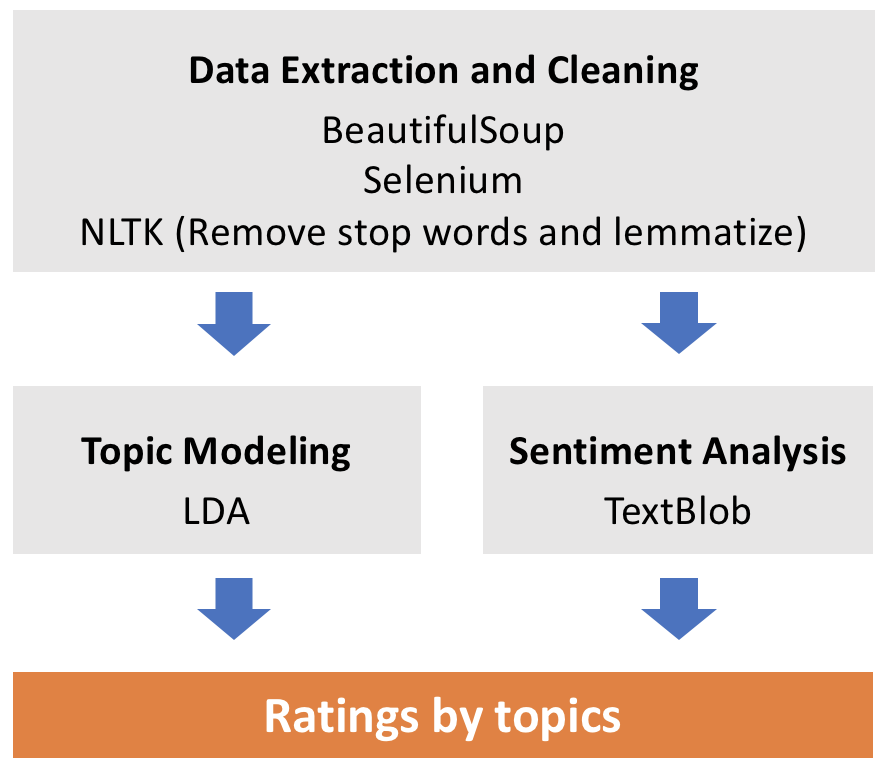 Data Extraction and Cleaning
BeautifulSoup
Selenium
NLTK (Remove stop words and lemmatize)
Topic Modeling
LDA
Sentiment Analysis
TextBlob
Ratings by topics